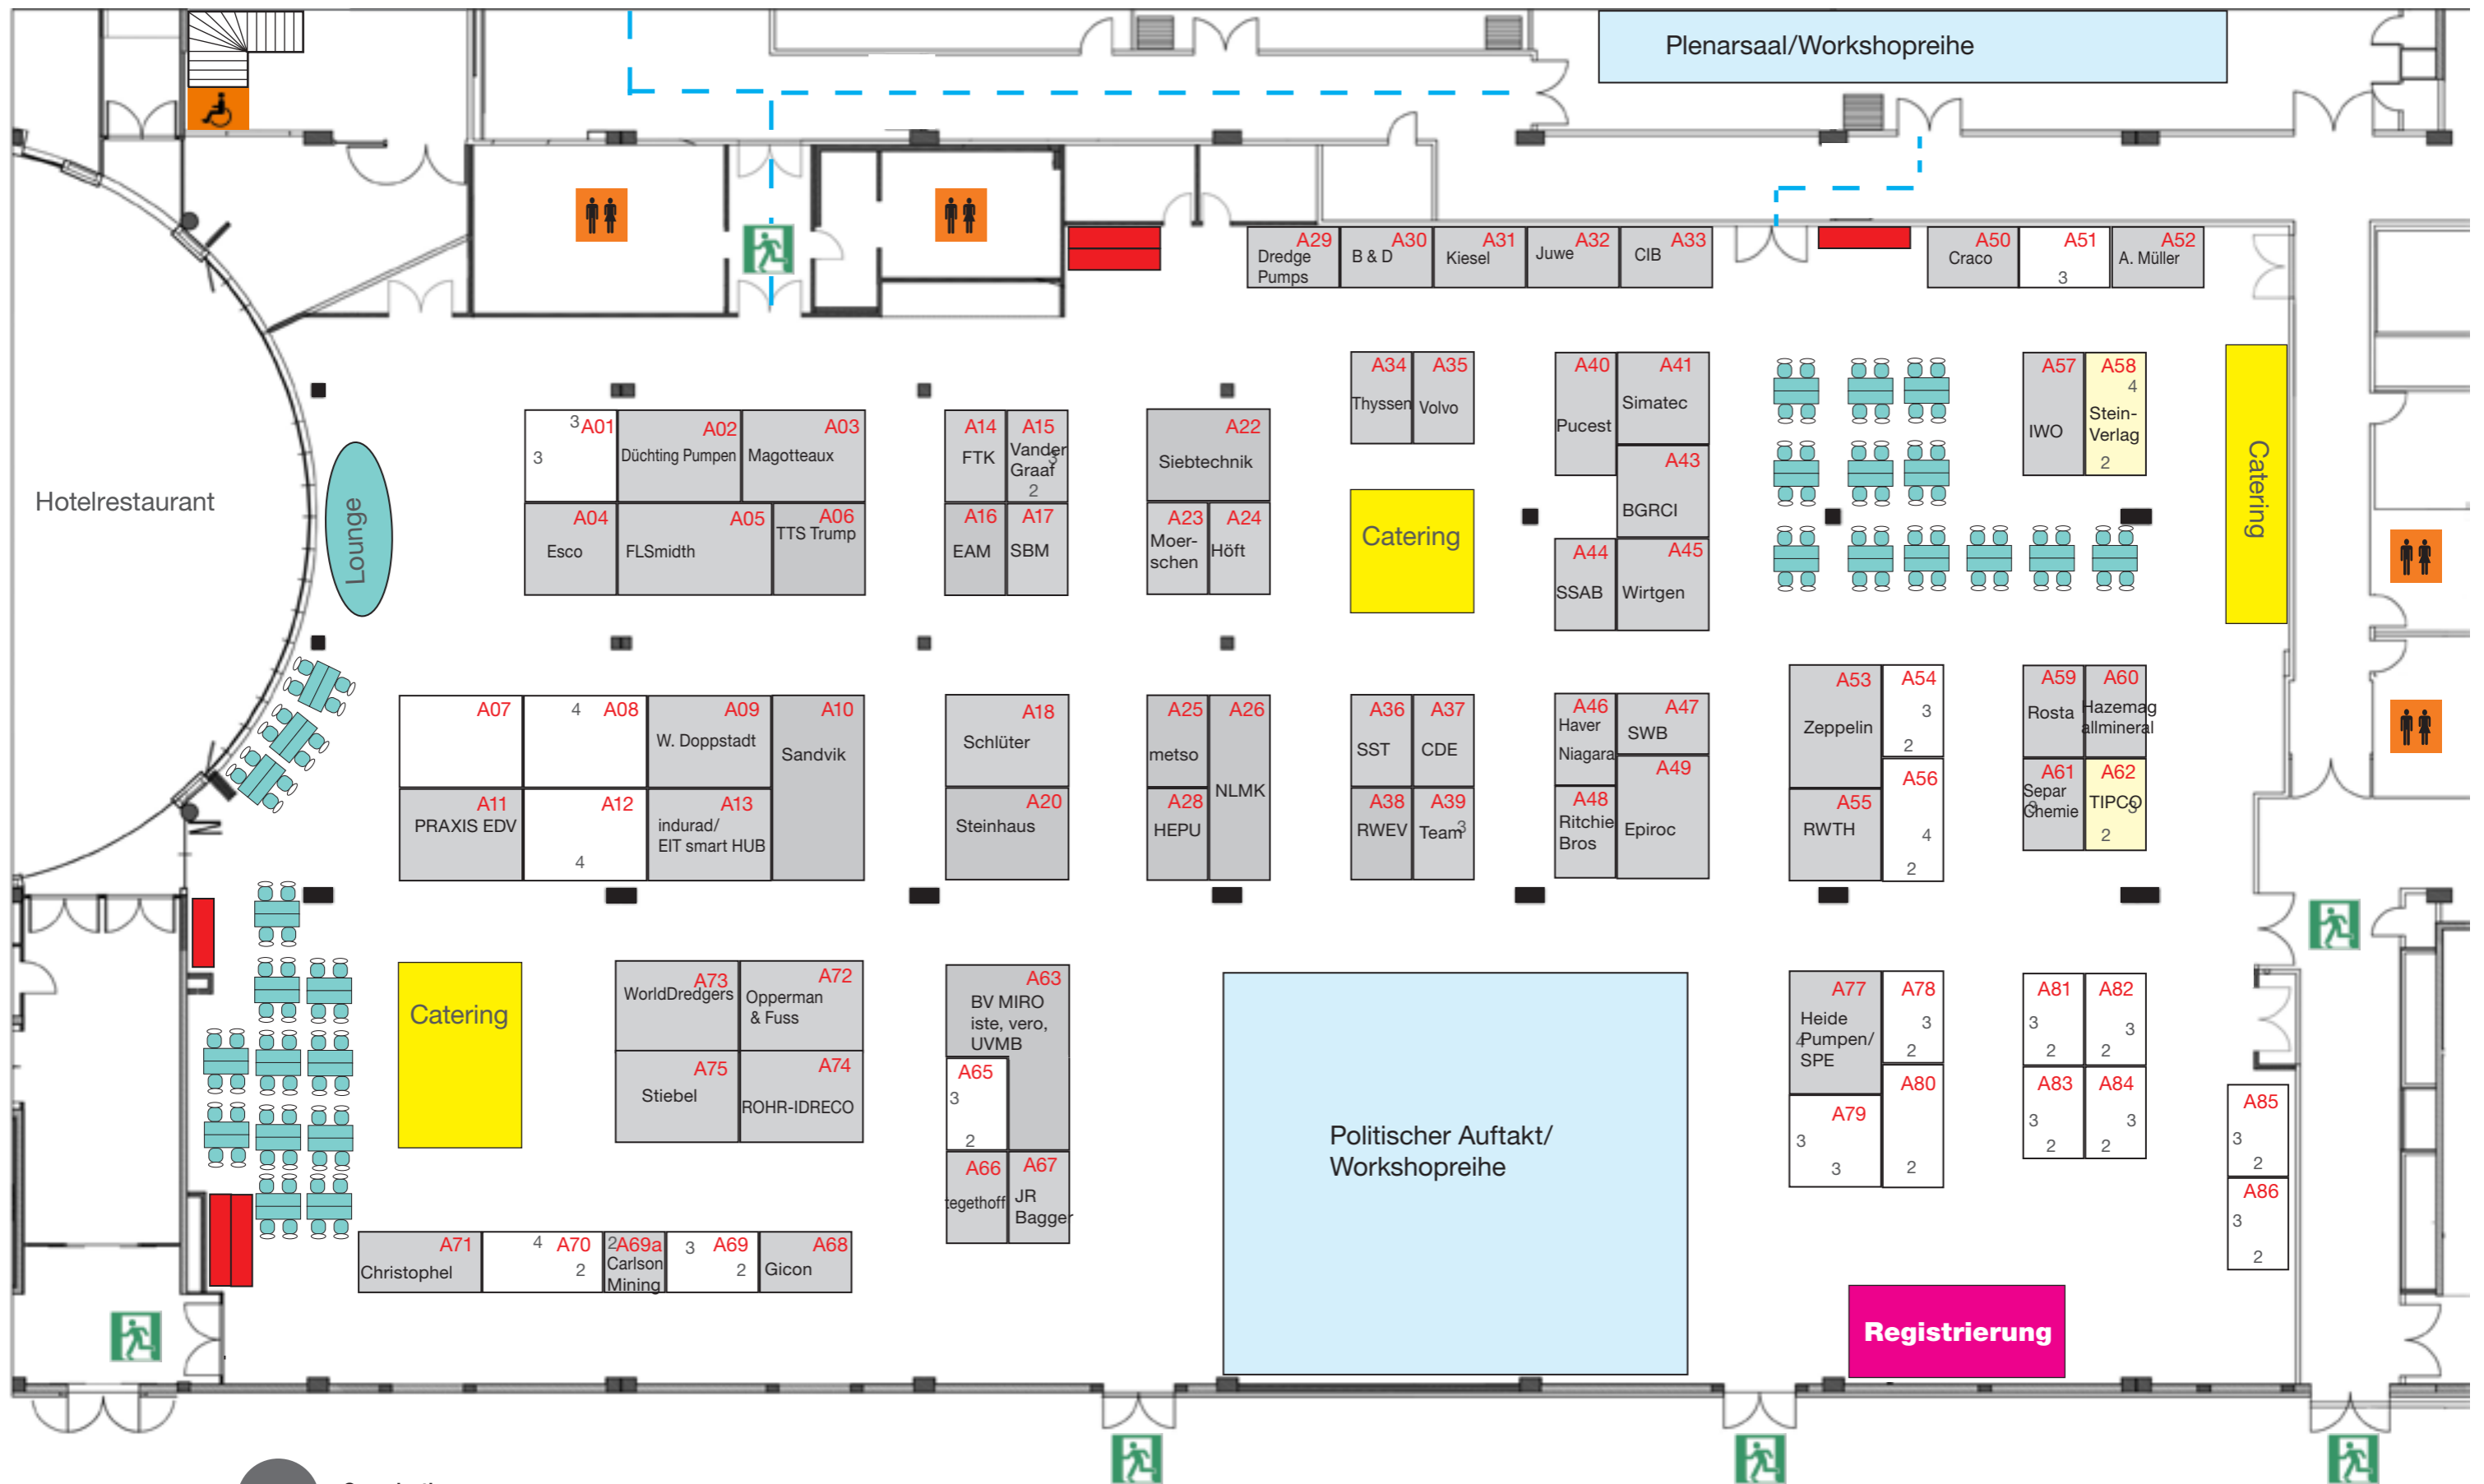 Plenarsaal/Workshopreihe
A29
Dredge
Pumps
A30
B & D
A31
Kiesel
A32
Juwe
A33
CIB
A50
Craco
A51
3
A52
A. Müller
Hotelrestaurant
Lounge
3
A01
3
A02
Düchting Pumpen
A03
Magotteaux
A04
Esco
A05
FLSmidth
A06
TTS Trump
A14
FTK
A15
Vander
Graaf
3
2
A16
EAM
A17
SBM
A22
Siebtechnik
A23
Moer-
schen
A24
Höft
A34
Thyssen
A35
Volvo
Catering
A40
Pucest
A41
Simatec
A43
BGRCI
A44
SSAB
A45
Wirtgen
A57
IWO
A58
4
Stein-
Verlag
2
Catering
A07
4
A08
A09
W. Doppstadt
A10
Sandvik
A11
PRAXIS EDV
A12
4
A13
indurad/
EIT smart HUB
A18
Schlüter
A20
Steinhaus
A25
metso
A26
NLMK
A28
HEPU
A36
SST
A37
CDE
A38
RWEV
A39
Team
3
A46
Haver
Niagara
A47
SWB
A48
Ritchie
Bros
A49
Epiroc
A53
Zeppelin
A54
3
2
A55
RWTH
A56
4
2
A59
Rosta
A60
Hazemag
allmineral
A61
Separ
Chemie
A62
TIPCO
3
2
Catering
A73
WorldDredgers
A72
Opperman
& Fuss
A75
Stiebel
A74
ROHR-IDRECO
A63
BV MIRO
iste, vero,
UVMB
A65
3
2
A66
tegethoff
A67
JR
Bagger
Politischer Auftakt/
Workshopreihe
A77
Heide
Pumpen/
SPE
4
A78
3
2
A79
3
3
A80
2
A81
3
2
A82
3
2
A83
3
2
A84
3
2
A85
3
2
A86
3
2
A71
Christophel
4
A70
2
2
A69a
Carlson
Mining
3
A69
2
A68
Gicon
Registrierung